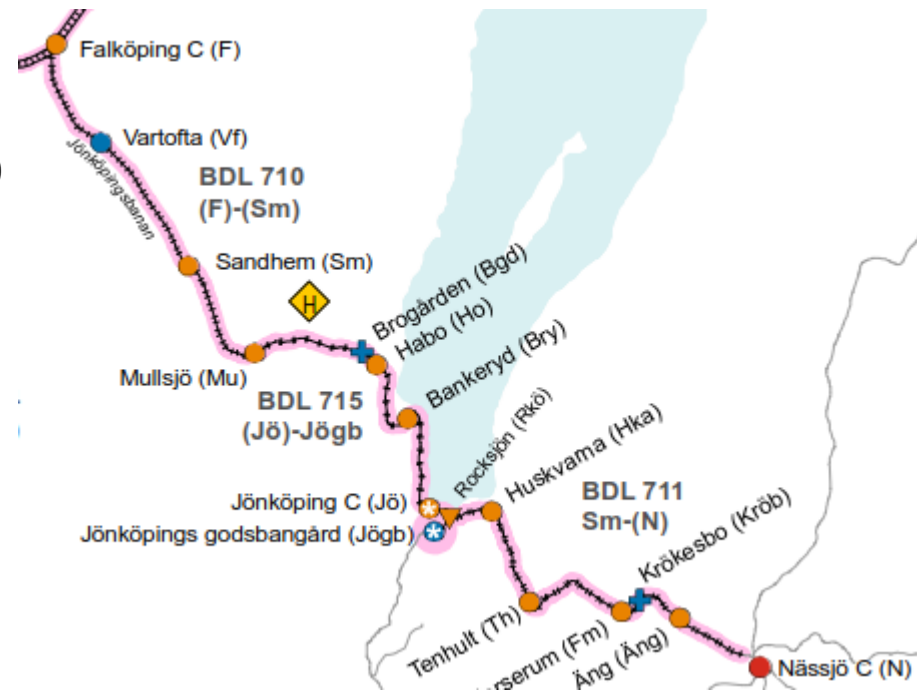 Falköping C (F)
)
Vartofta (Vf)
Jönköpingsbanan
BDL 710
(F)-(Sm)
Sandhem (Sm)
H
Brogården (Bgd)
Habo (Ho)
Mullsjö (Mu)
Bankeryd (Bry)
BDL 715
(Jö)-Jögb
Rocksjön (Rkö)
Huskvarna (Hka)
Jönköping C (Jö)
Jönköpings godsbangård (Jögb)
BDL 711
Sm-(N)
Krökesbo (Kröb)
Tenhult (Th)
(Fm)
Äng (Äng)
Nässjö C (N)